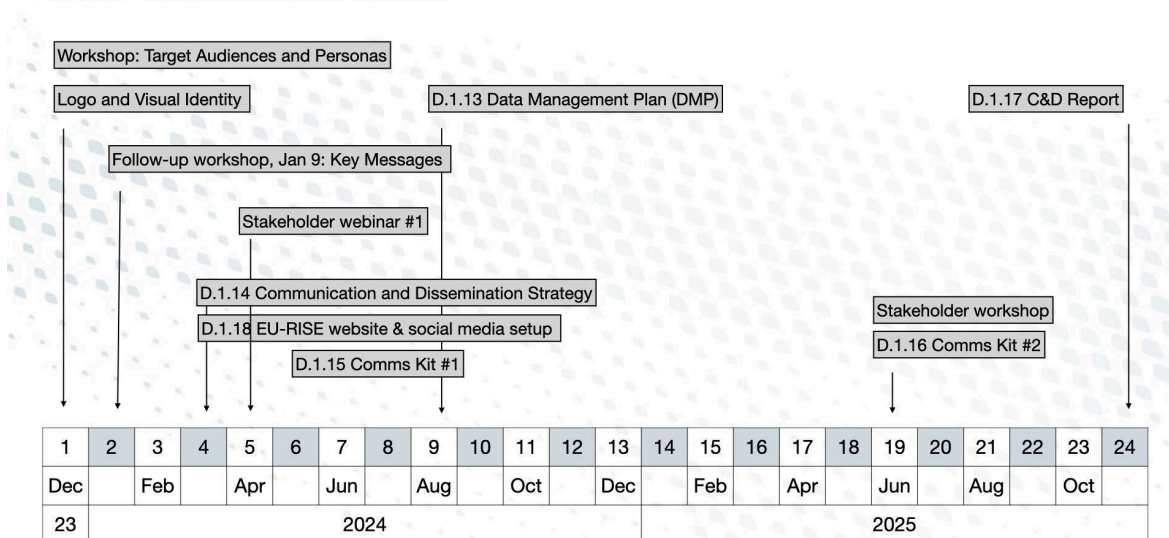 Workshop: Target Audiences and Personas
Logo and Visual Identity
D.1.13 Data Management Plan (DMP)
D.1.17 C&D Report
Follow-up workshop, Jan 9: Key Messages
Stakeholder webinar #1
D.1.14 Communication and Dissemination Strategy
Stakeholder workshop
D.1.18 EU-RISE website & social media setup
D.1.16 Comms Kit #2
D.1.15 Comms Kit #1
1 2 3 4 5 6 7 8 9 10 11 12 13 14 15 16 17 18 19 20 21 22 23 24
Dec Feb Apr Jun Aug Oct Dec Feb Apr Jun Aug Oct
23 2024 2025